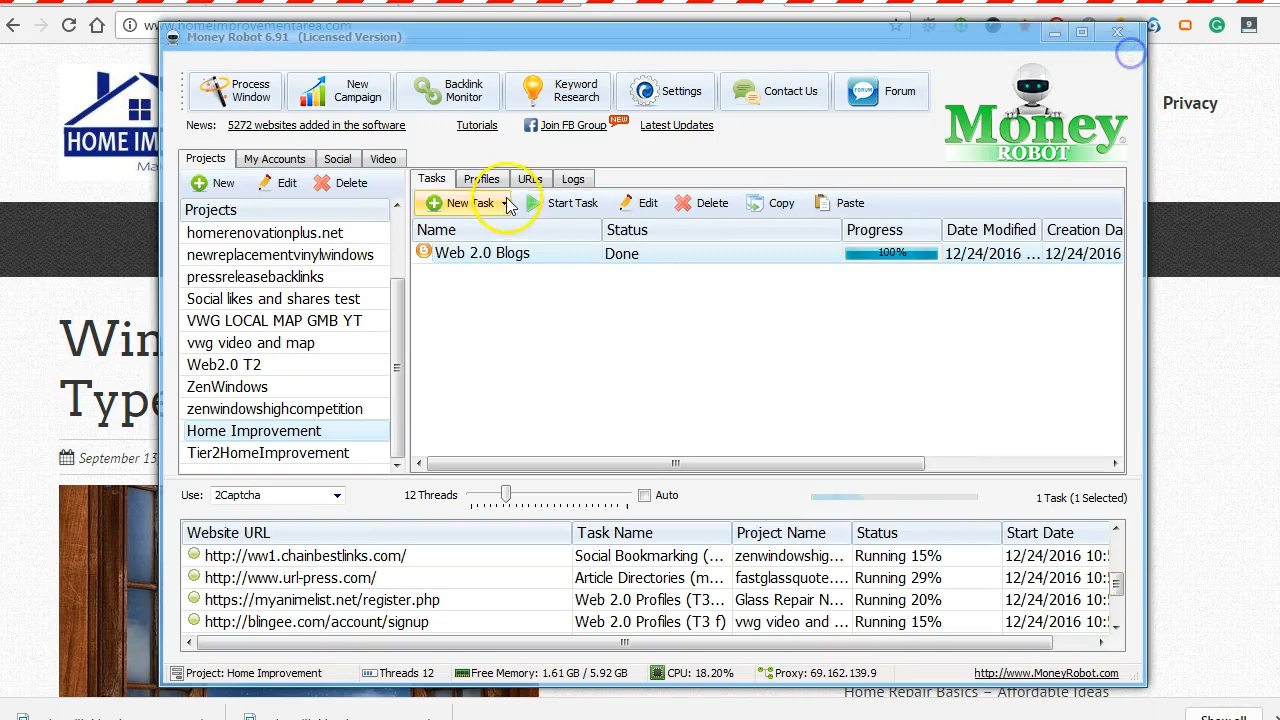 www.homeimprovementarea.com
Money Robot 6.91 (Licensed Version)
Process Window
New Campaign
Backlink Monitor
Keyword Research
Settings
Contact Us
FORUM
Forum
Money
ROBOT
HOME IM
Ma
Privacy
News: 5272 websites added in the software
Tutorials
Join FB Group
NEW
Latest Updates
Projects
My Accounts
Social
Video
New
Edit
Delete
Projects
homerenovationplus.net
newreplacementvinylwindows
pressreleasebacklinks
Social likes and shares test
VWG LOCAL MAP GMB YT
vwg video and map
Web2.0 T2
ZenWindows
zenwindowshighcompetition
Home Improvement
Tier2HomeImprovement
Tasks
Profiles
URLs
Logs
New Task
Start Task
Edit
Delete
Copy
Paste
Name Status Progress Date Modified Creation Da
Web 2.0 Blogs Done 100% 12/24/2016 ... 12/24/2016
Win
Type
September 13
Use: 2Captcha
12 Threads
Auto
1 Task (1 Selected)
Website URL Task Name Project Name Status Start Date
http://ww1.chainbestlinks.com/ Social Bookmarking (... zenwindowshig... Running 15% 12/24/2016 10:5
http://www.url-press.com/ Article Directories (m... fastglassquote.... Running 29% 12/24/2016 10:5
https://myanimelist.net/register.php Web 2.0 Profiles (T3... Glass Repair N... Running 20% 12/24/2016 10:5
http://blingee.com/account/signup Web 2.0 Profiles (T3 f) vwg video and ... Running 15% 12/24/2016 10:5
Project: Home Improvement
Threads 12
Free Memory: 1.61 GB / 5.92 GB
CPU: 18.20%
Proxy: 69.162.139.9
http://www.MoneyRobot.com
Home Repair Basics – Affordable Ideas
Show all